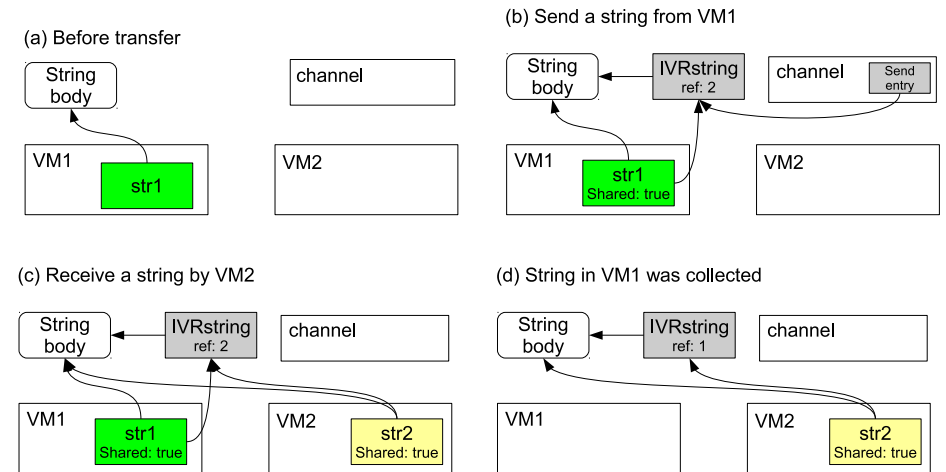 (a) Before transfer
String
body
channel
VM1
str1
VM2
(b) Send a string from VM1
String
body
IVRstring
ref: 2
channel
Send
entry
VM1
str1
Shared: true
VM2
(c) Receive a string by VM2
String
body
IVRstring
ref: 2
channel
VM1
str1
Shared: true
VM2
str2
Shared: true
(d) String in VM1 was collected
String
body
IVRstring
ref: 1
channel
VM1
VM2
str2
Shared: true